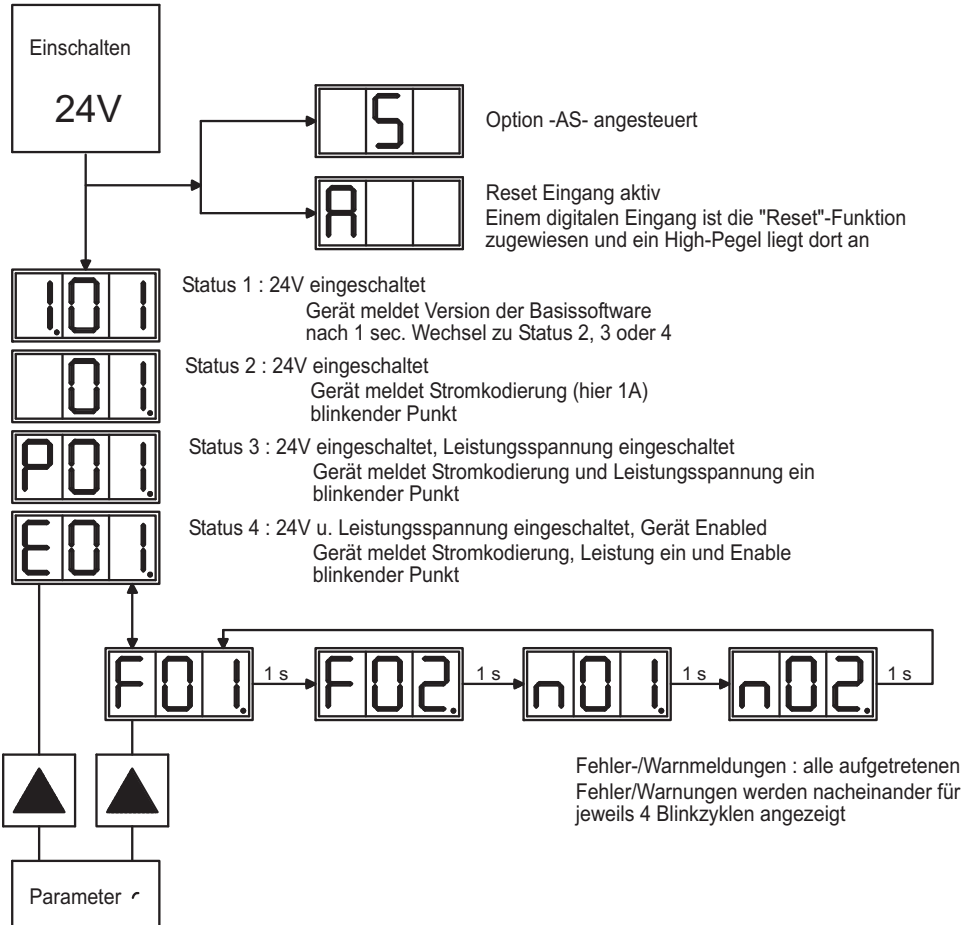 Einschalten
24V
S
Option -AS- angesteuert
A
Reset Eingang aktiv
Einem digitalen Eingang ist die "Reset"-Funktion
zugewiesen und ein High-Pegel liegt dort an
1.01
Status 1 : 24V eingeschaltet
Gerät meldet Version der Basissoftware
nach 1 sec. Wechsel zu Status 2, 3 oder 4
01.
Status 2 : 24V eingeschaltet
Gerät meldet Stromkodierung (hier 1A)
blinkender Punkt
P01.
Status 3 : 24V eingeschaltet, Leistungsspannung eingeschaltet
Gerät meldet Stromkodierung und Leistungsspannung ein
blinkender Punkt
E01.
Status 4 : 24V u. Leistungsspannung eingeschaltet, Gerät Enabled
Gerät meldet Stromkodierung, Leistung ein und Enable
blinkender Punkt
F01. 1 s F02. 1 s n01. 1 s n02. 1 s
Fehler-/Warnmeldungen : alle aufgetretenen
Fehler/Warnungen werden nacheinander für
jeweils 4 Blinkzyklen angezeigt
Parameter